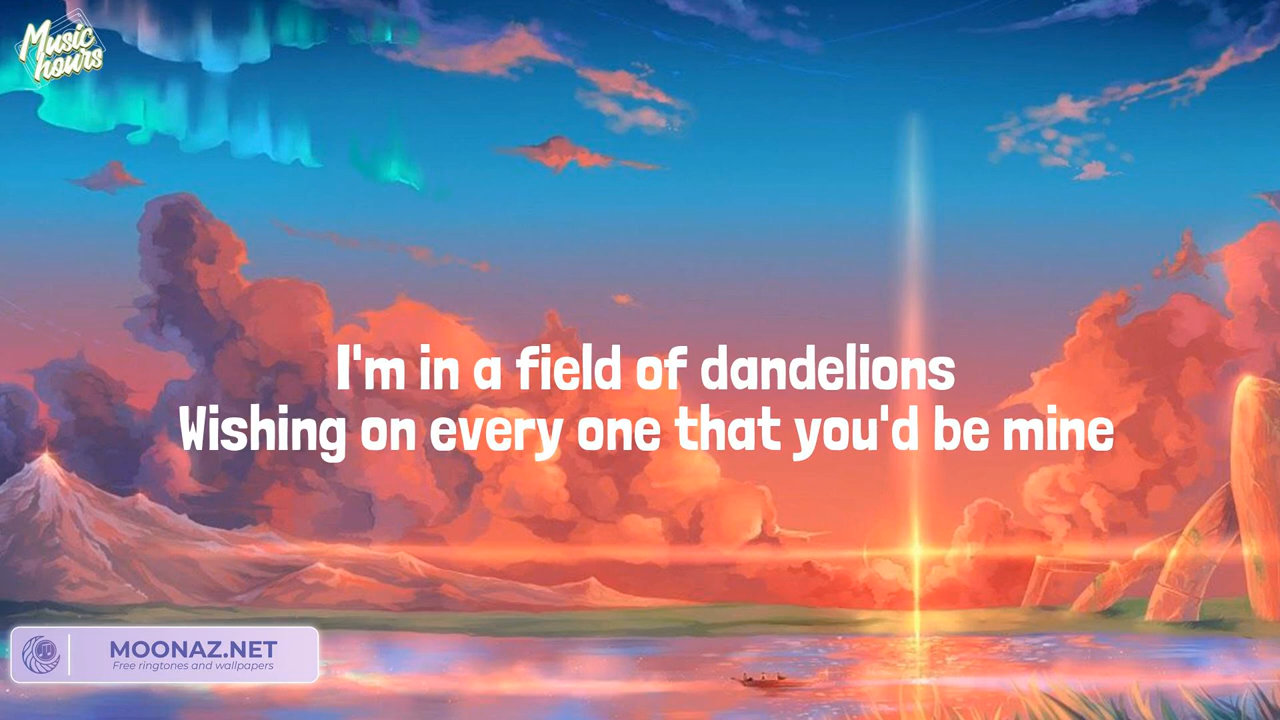 Music
hours
I'm in a field of dandelions
Wishing on every one that you'd be mine
MOONAZ.NET
Free ringtones and wallpapers